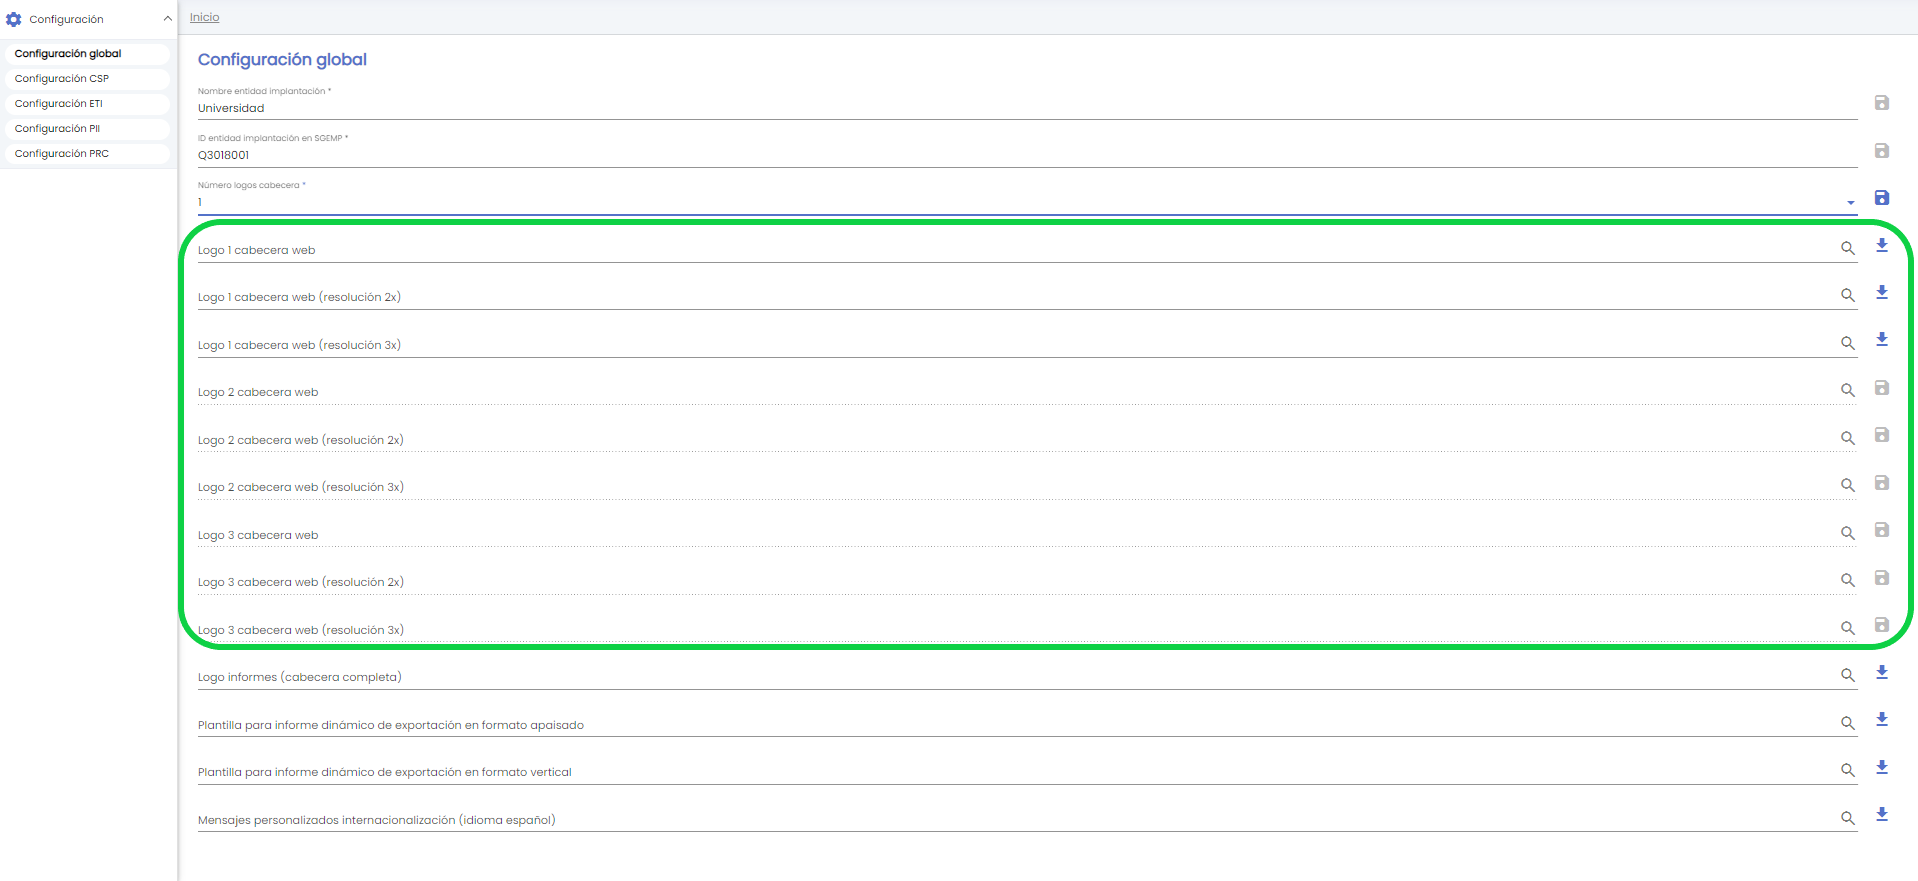 Configuración
Configuración global
Configuración CSP
Configuración ETI
Configuración PII
Configuración PRC
Inicio
Configuración global
Nombre entidad implantación *
Universidad
ID entidad implantación en SGEMP *
Q3018001
Número logos cabecera *
1
Logo 1 cabecera web
Logo 1 cabecera web (resolución 2x)
Logo 1 cabecera web (resolución 3x)
Logo 2 cabecera web
Logo 2 cabecera web (resolución 2x)
Logo 2 cabecera web (resolución 3x)
Logo 3 cabecera web
Logo 3 cabecera web (resolución 2x)
Logo 3 cabecera web (resolución 3x)
Logo informes (cabecera completa)
Plantilla para informe dinámico de exportación en formato apaisado
Plantilla para informe dinámico de exportación en formato vertical
Mensajes personalizados internacionalización (idioma español)